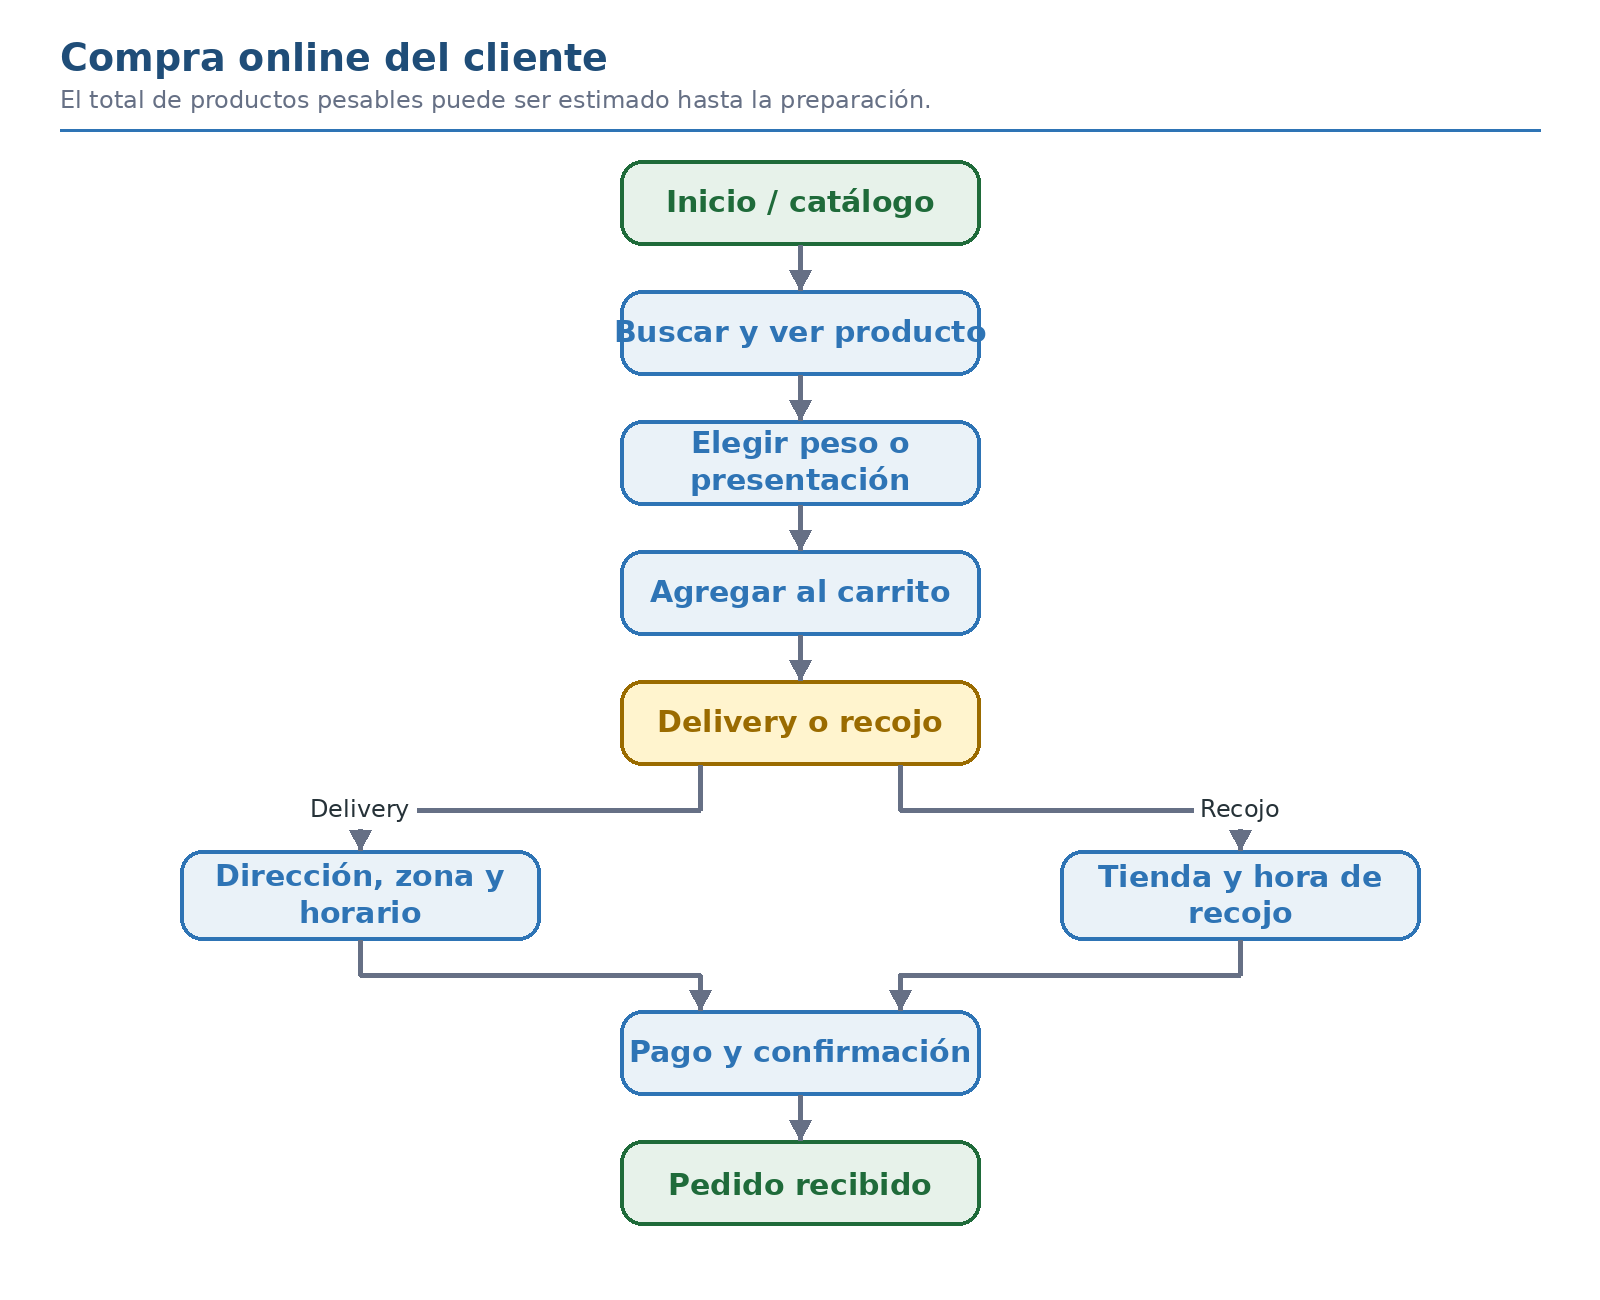 Compra online del cliente
El total de productos pesables puede ser estimado hasta la preparación.
Inicio / catálogo
Buscar y ver producto
Elegir peso o
presentación
Agregar al carrito
Delivery o recojo
Delivery
Recojo
Dirección, zona y
horario
Tienda y hora de
recojo
Pago y confirmación
Pedido recibido